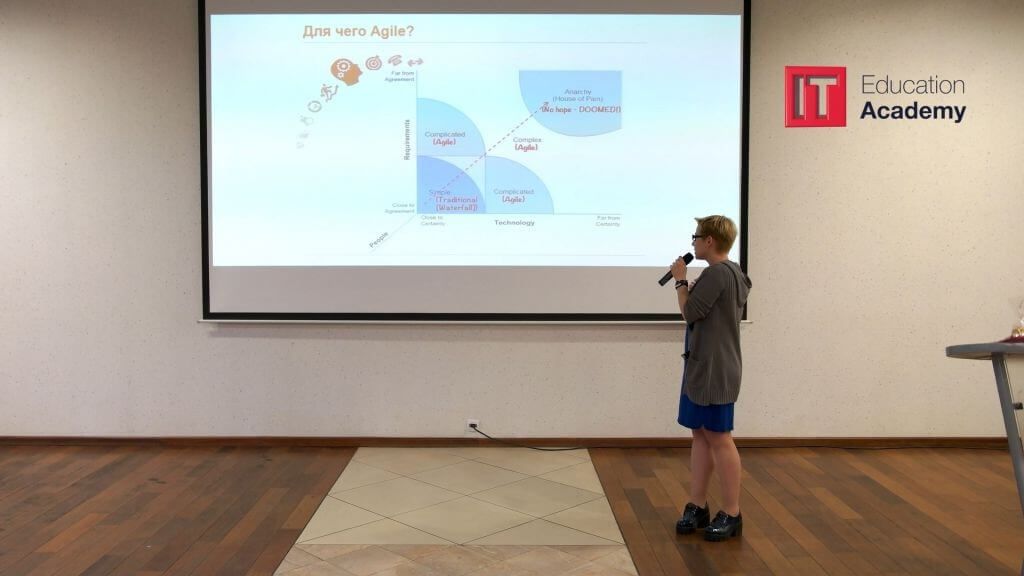 Для чего Agile?
Far from
Agreement
Anarchy
(House of Pain)
(No hope - DOOMED!)
Complicated
(Agile)
Complex
(Agile)
Requirements
Simple
(Traditional
(Waterfall))
Complicated
(Agile)
Close to
Agreement
Close to
Certainty
Technology
Far from
Certainty
People
IT
Education
Academy